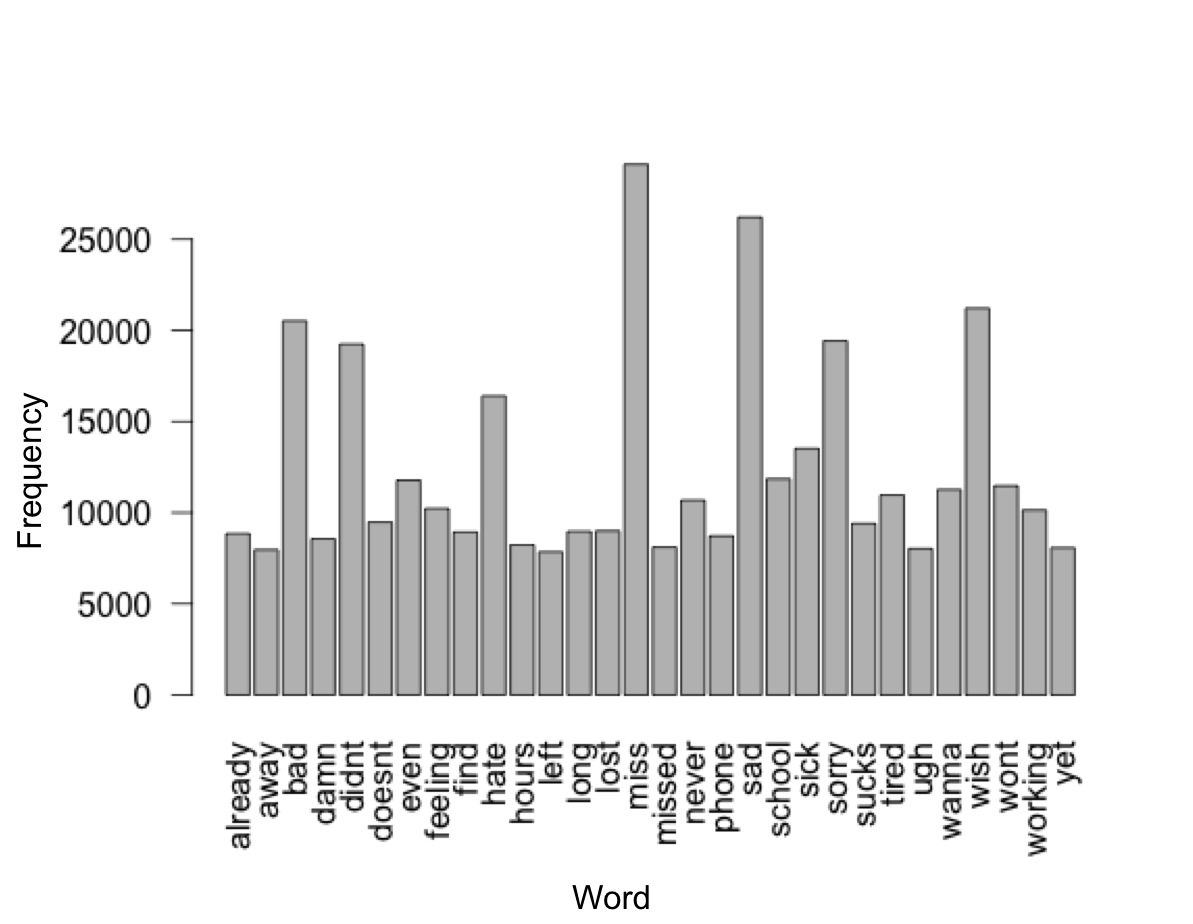 25000
20000
15000
10000
5000
0
Frequency
already
away
bad
damn
didnt
doesnt
even
feeling
find
hate
hours
left
long
lost
miss
missed
never
phone
sad
school
sick
sorry
sucks
tired
ugh
wanna
wish
wont
working
yet
Word